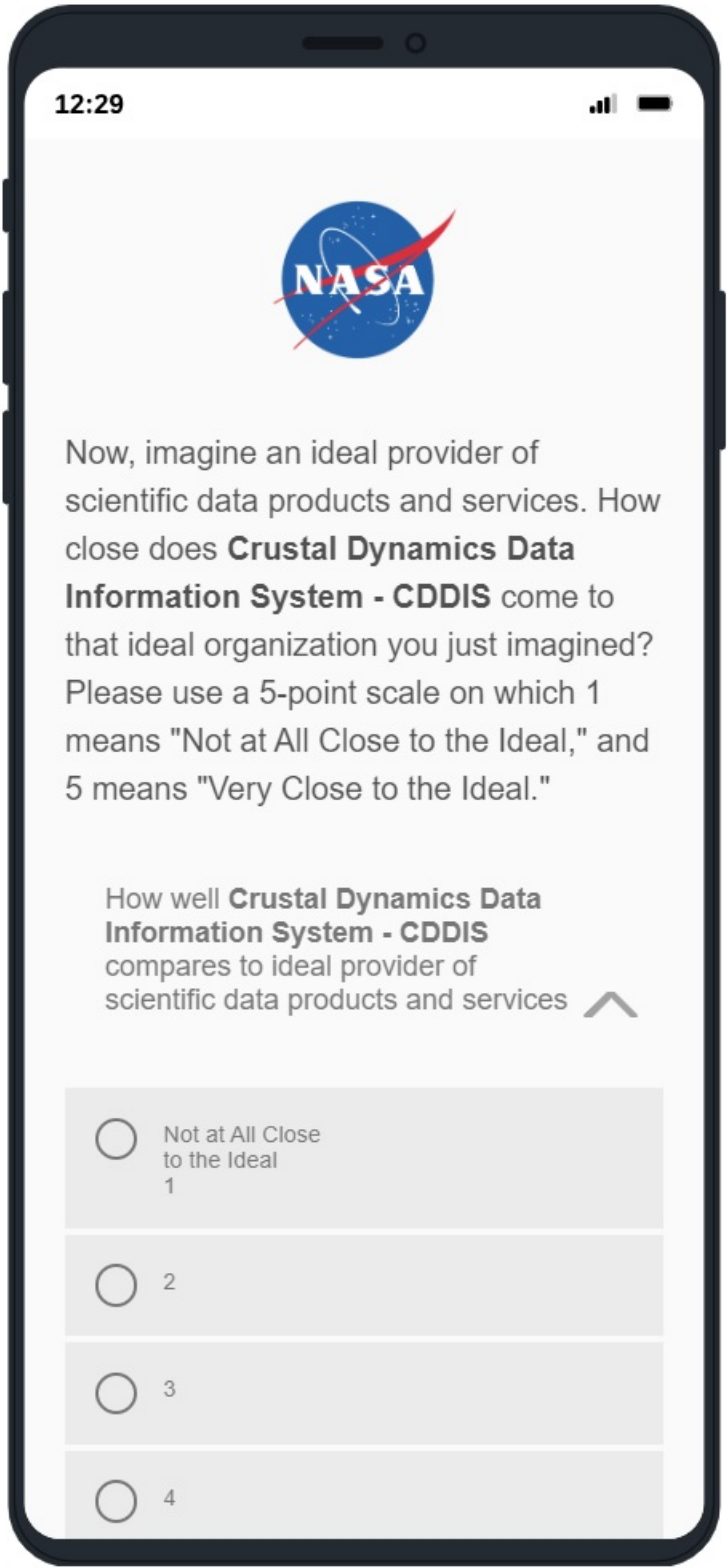 12:29
NASA
Now, imagine an ideal provider of
scientific data products and services. How
close does Crustal Dynamics Data
Information System - CDDIS come to
that ideal organization you just imagined?
Please use a 5-point scale on which 1
means "Not at All Close to the Ideal," and
5 means "Very Close to the Ideal."
How well Crustal Dynamics Data
Information System - CDDIS
compares to ideal provider of
scientific data products and services
Not at All Close
to the Ideal
1
2
3
4